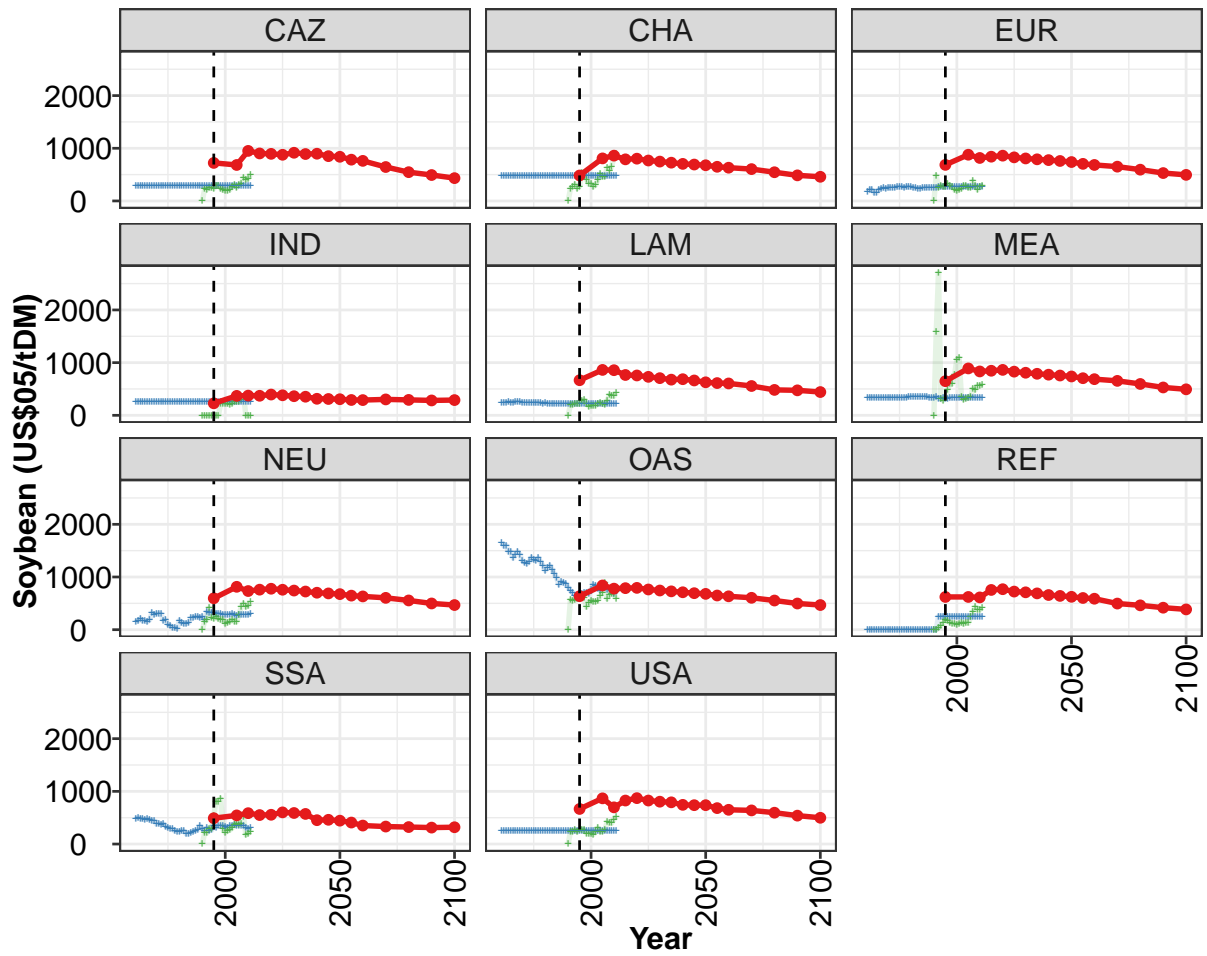 CAZ CHA EUR
2000
1000
0
IND LAM MEA
2000
1000
0
NEU OAS REF
2000
1000
0
2000 2050 2100
SSA USA
2000
1000
0
2000 2050 2100 2000 2050 2100
Year
Soybean (US$05/tDM)